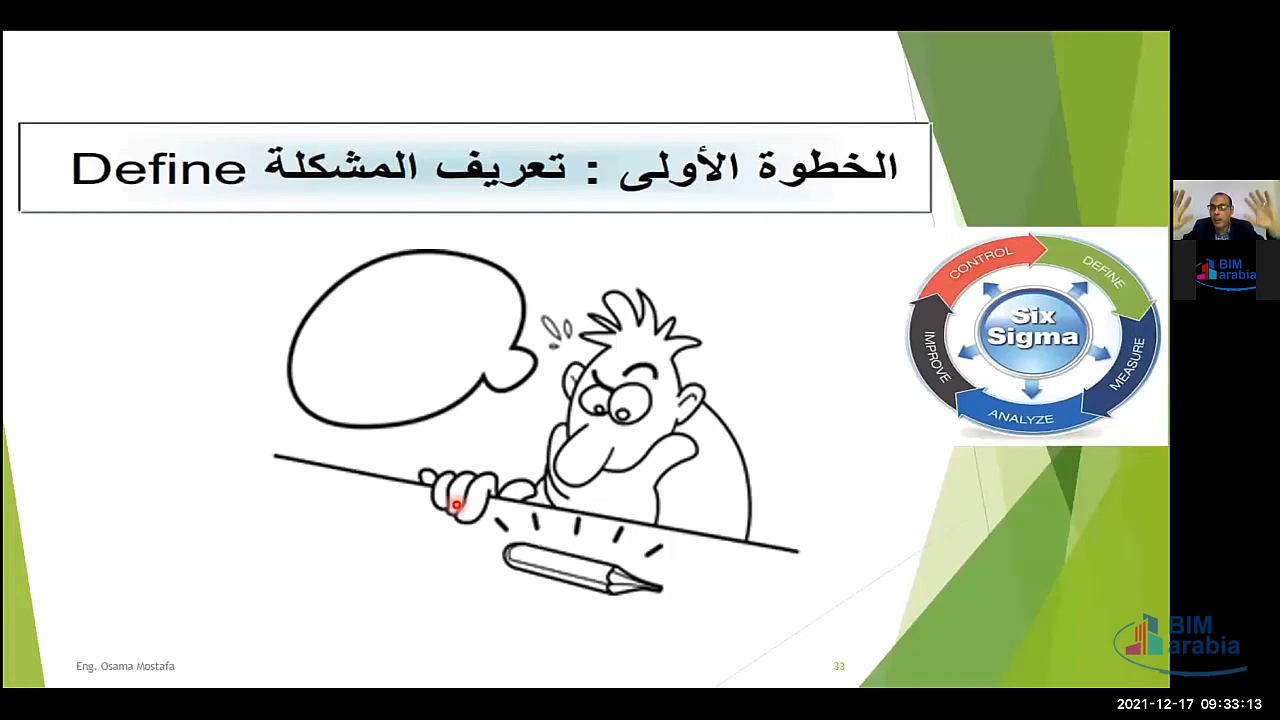 الخطوة الأولى : تعريف المشكلة Define
CONTROL
DEFINE
MEASURE
ANALYZE
IMPROVE
Six
Sigma
BIM
arabia
BIM
arabia
Eng. Osama Mostafa
33
2021-12-17 09:33:13